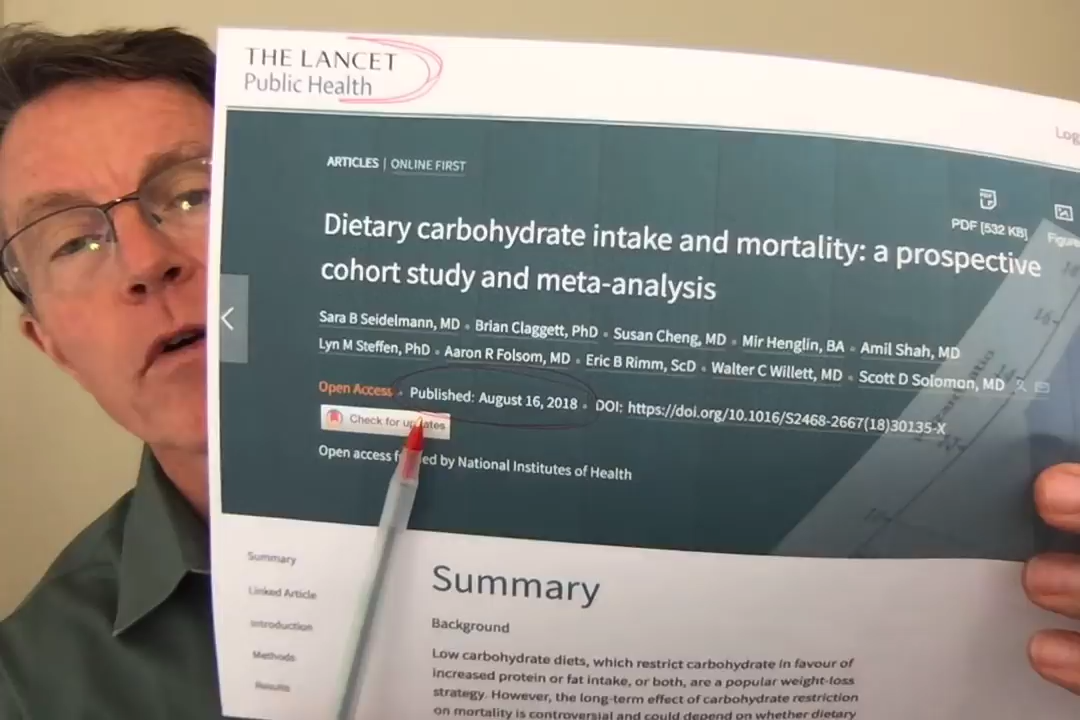 THE LANCET
Public Health
Log
ARTICLES | ONLINE FIRST
PDF [532 KB]
Figure
Dietary carbohydrate intake and mortality: a prospective
cohort study and meta-analysis
Sara B Seidelmann, MD • Brian Claggett, PhD • Susan Cheng, MD • Mir Henglin, BA • Amil Shah, MD
Lyn M Steffen, PhD • Aaron R Folsom, MD • Eric B Rimm, ScD • Walter C Willett, MD • Scott D Solomon, MD
Open Access • Published: August 16, 2018 • DOI: https://doi.org/10.1016/S2468-2667(18)30135-X
Check for updates
Open access f ed by National Institutes of Health
Summary
Linked Article
Introduction
Methods
Results
Summary
Background
Low carbohydrate diets, which restrict carbohydrate in favour of
increased protein or fat intake, or both, are a popular weight-loss
strategy. However, the long-term effect of carbohydrate restriction
on mortality is controversial and could depend on whether dietary